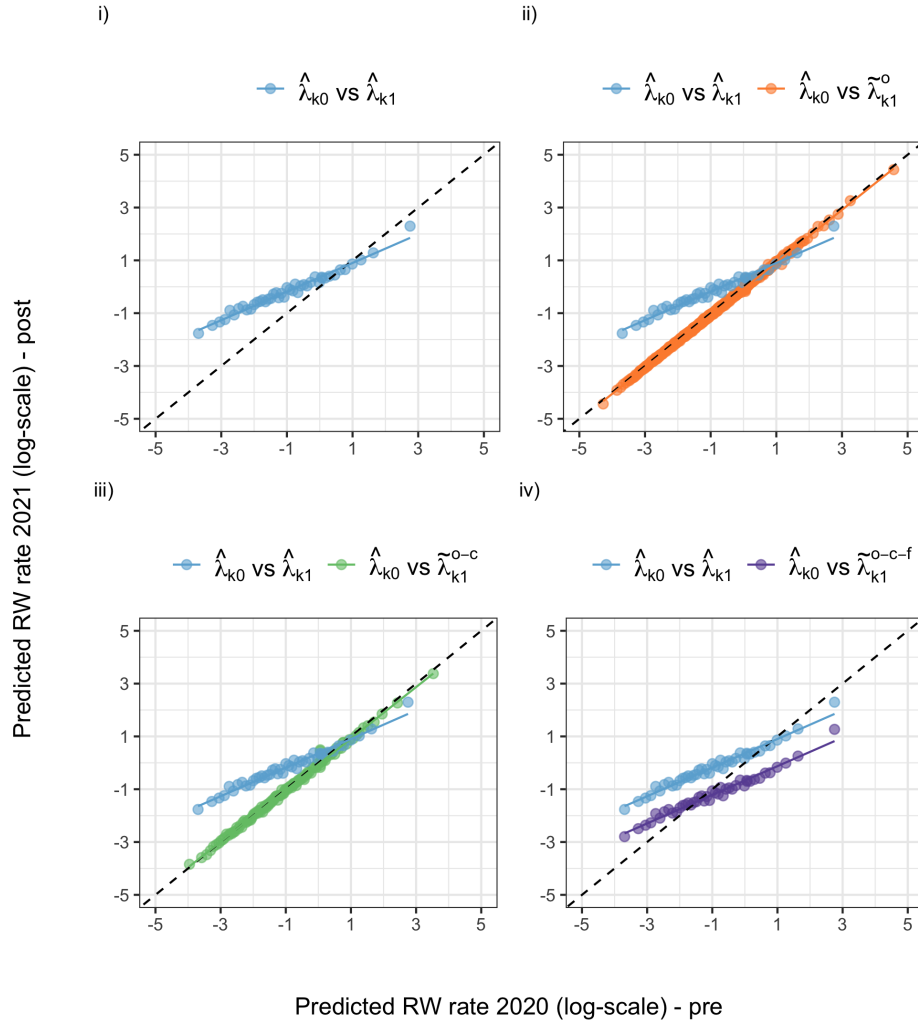 i)
λ̂k0 vs λ̂k1
5
3
1
-1
-3
-5
-5 -3 -1 1 3 5
ii)
λ̂k0 vs λ̂k1 λ̂k0 vs λ̃k1^o
5
3
1
-1
-3
-5
-5 -3 -1 1 3 5
iii)
λ̂k0 vs λ̂k1 λ̂k0 vs λ̃k1^o−c
5
3
1
-1
-3
-5
-5 -3 -1 1 3 5
iv)
λ̂k0 vs λ̂k1 λ̂k0 vs λ̃k1^o−c−f
5
3
1
-1
-3
-5
-5 -3 -1 1 3 5
Predicted RW rate 2021 (log-scale) - post
Predicted RW rate 2020 (log-scale) - pre